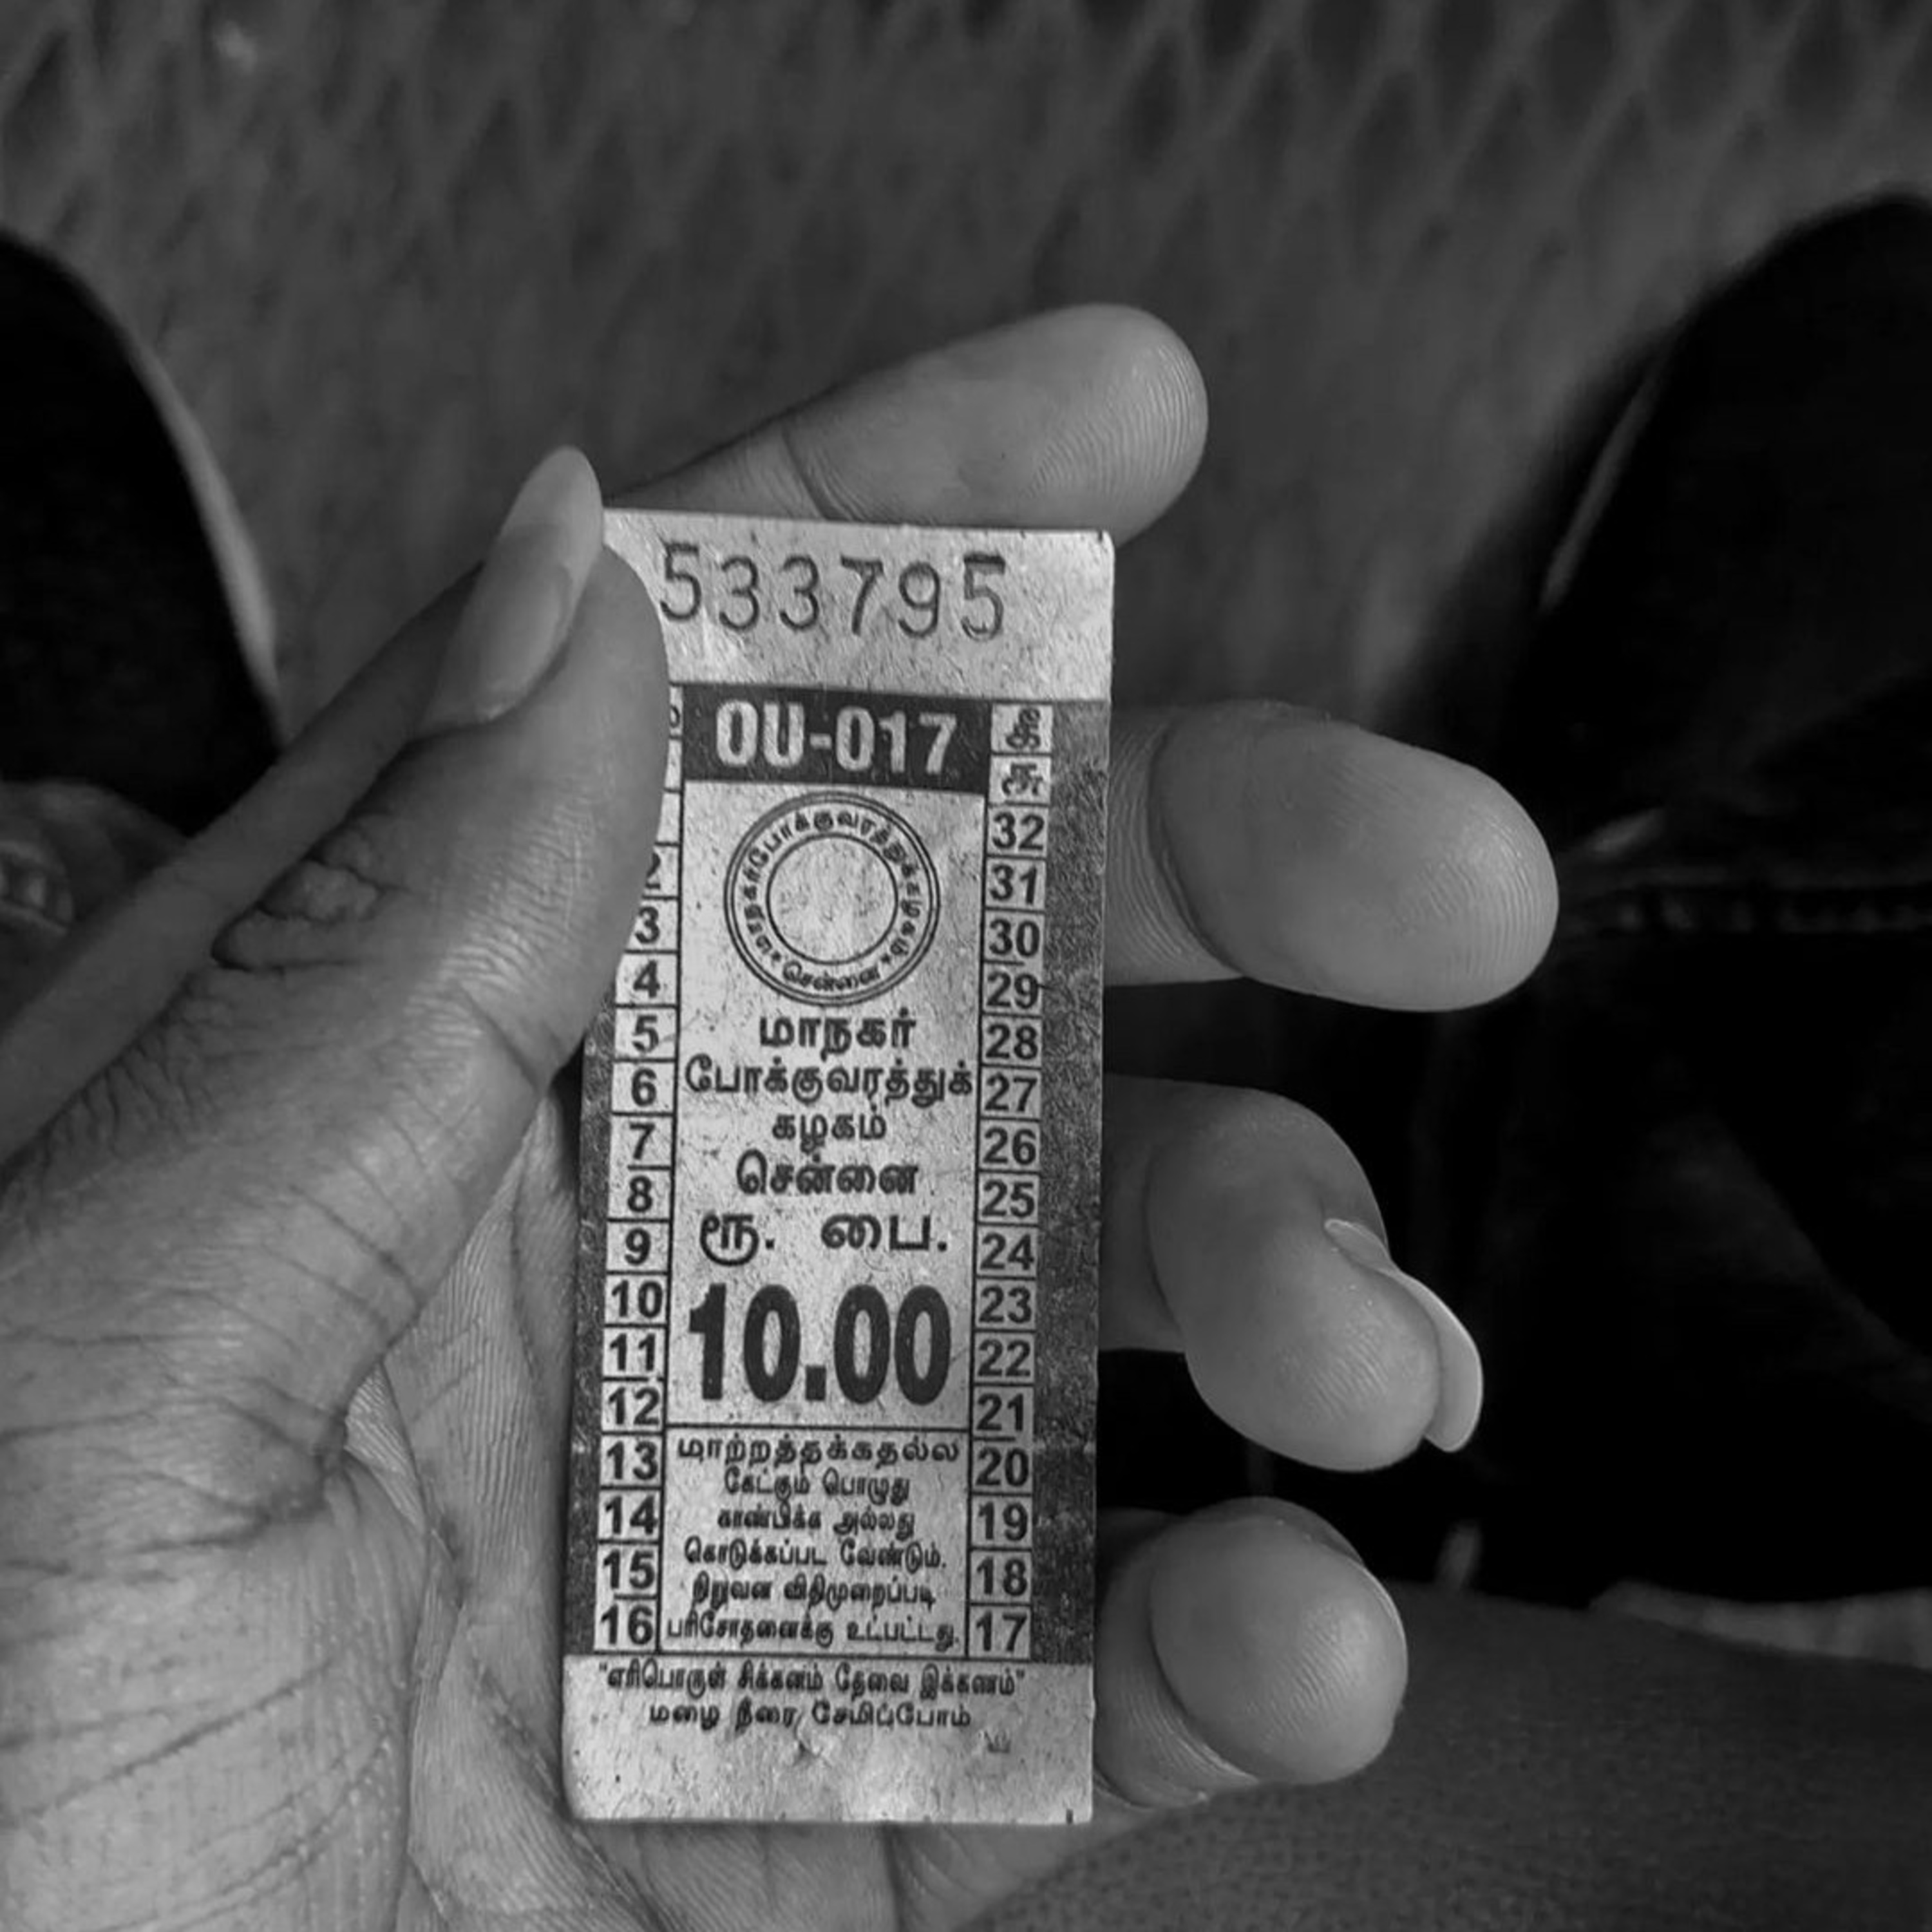 533795
OU-017
கி
சு
மாநகர் போக்குவரத்துக் கழகம்
* சென்னை *
32
31
3 30
4 29
5 28
6 27
7 26
8 25
9 24
10 23
11 22
12 21
13 20
14 19
15 18
16 17
மாநகர்
போக்குவரத்துக்
கழகம்
சென்னை
ரூ. பை.
10.00
மாற்றத்தக்கதல்ல
கேட்கும் பொழுது
காண்பிக்க அல்லது
கொடுக்கப்பட வேண்டும்.
நிறுவன விதிமுறைப்படி
பரிசோதனைக்கு உட்பட்டது.
"எரிபொருள் சிக்கனம் தேவை இக்கணம்"
மழை நீரை சேமிப்போம்